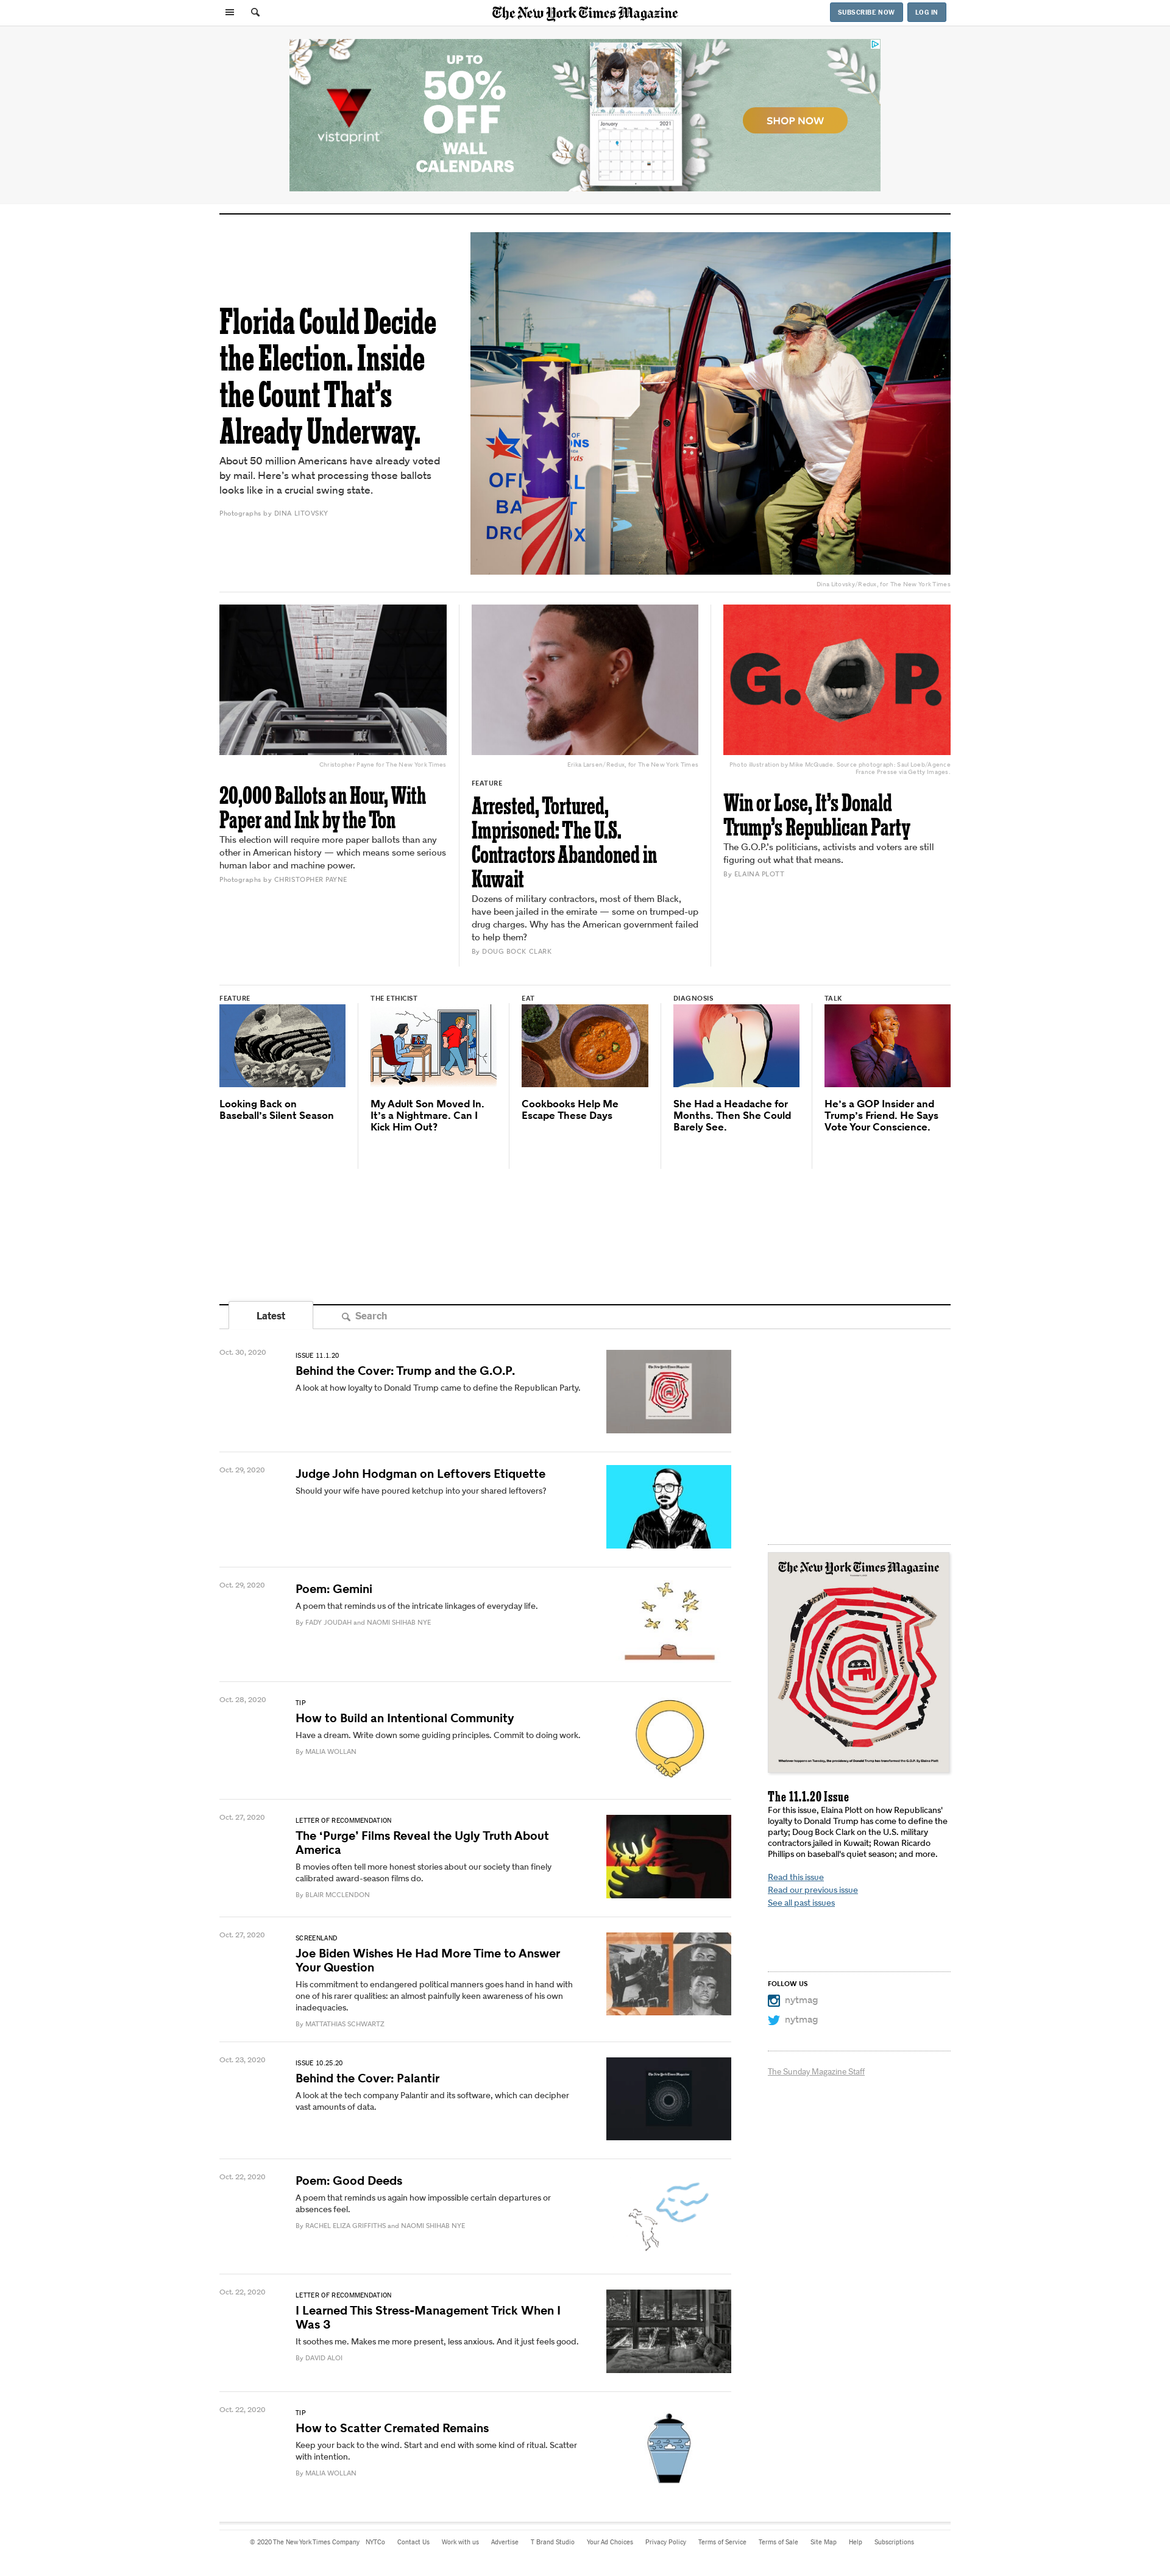 The New York Times Magazine
SUBSCRIBE NOW
LOG IN
vistaprint
UP TO
50%
OFF
WALL
CALENDARS
January
2021
SHOP NOW
Florida Could Decide
the Election. Inside
the Count That’s
Already Underway.
About 50 million Americans have already voted
by mail. Here’s what processing those ballots
looks like in a crucial swing state.
Photographs by DINA LITOVSKY
Dina Litovsky/Redux, for The New York Times
Christopher Payne for The New York Times
20,000 Ballots an Hour, With
Paper and Ink by the Ton
This election will require more paper ballots than any
other in American history — which means some serious
human labor and machine power.
Photographs by CHRISTOPHER PAYNE
Erika Larsen/Redux, for The New York Times
FEATURE
Arrested, Tortured,
Imprisoned: The U.S.
Contractors Abandoned in
Kuwait
Dozens of military contractors, most of them Black,
have been jailed in the emirate — some on trumped-up
drug charges. Why has the American government failed
to help them?
By DOUG BOCK CLARK
G. P.
Photo illustration by Mike McQuade. Source photograph: Saul Loeb/Agence
France Presse via Getty Images.
Win or Lose, It’s Donald
Trump’s Republican Party
The G.O.P.’s politicians, activists and voters are still
figuring out what that means.
By ELAINA PLOTT
FEATURE
Looking Back on
Baseball’s Silent Season
THE ETHICIST
My Adult Son Moved In.
It’s a Nightmare. Can I
Kick Him Out?
EAT
Cookbooks Help Me
Escape These Days
DIAGNOSIS
She Had a Headache for
Months. Then She Could
Barely See.
TALK
He’s a GOP Insider and
Trump’s Friend. He Says
Vote Your Conscience.
Latest
Search
Oct. 30, 2020
ISSUE 11.1.20
Behind the Cover: Trump and the G.O.P.
A look at how loyalty to Donald Trump came to define the Republican Party.
Oct. 29, 2020
Judge John Hodgman on Leftovers Etiquette
Should your wife have poured ketchup into your shared leftovers?
Oct. 29, 2020
Poem: Gemini
A poem that reminds us of the intricate linkages of everyday life.
By FADY JOUDAH and NAOMI SHIHAB NYE
Oct. 28, 2020
TIP
How to Build an Intentional Community
Have a dream. Write down some guiding principles. Commit to doing work.
By MALIA WOLLAN
Oct. 27, 2020
LETTER OF RECOMMENDATION
The ‘Purge’ Films Reveal the Ugly Truth About
America
B movies often tell more honest stories about our society than finely
calibrated award-season films do.
By BLAIR MCCLENDON
Oct. 27, 2020
SCREENLAND
Joe Biden Wishes He Had More Time to Answer
Your Question
His commitment to endangered political manners goes hand in hand with
one of his rarer qualities: an almost painfully keen awareness of his own
inadequacies.
By MATTATHIAS SCHWARTZ
Oct. 23, 2020
ISSUE 10.25.20
Behind the Cover: Palantir
A look at the tech company Palantir and its software, which can decipher
vast amounts of data.
Oct. 22, 2020
Poem: Good Deeds
A poem that reminds us again how impossible certain departures or
absences feel.
By RACHEL ELIZA GRIFFITHS and NAOMI SHIHAB NYE
Oct. 22, 2020
LETTER OF RECOMMENDATION
I Learned This Stress-Management Trick When I
Was 3
It soothes me. Makes me more present, less anxious. And it just feels good.
By DAVID ALOI
Oct. 22, 2020
TIP
How to Scatter Cremated Remains
Keep your back to the wind. Start and end with some kind of ritual. Scatter
with intention.
By MALIA WOLLAN
The New York Times Magazine
Whatever happens on Tuesday, the presidency of Donald Trump has transformed the G.O.P. By Elaina Plott
The 11.1.20 Issue
For this issue, Elaina Plott on how Republicans’
loyalty to Donald Trump has come to define the
party; Doug Bock Clark on the U.S. military
contractors jailed in Kuwait; Rowan Ricardo
Phillips on baseball’s quiet season; and more.
Read this issue
Read our previous issue
See all past issues
FOLLOW US
nytmag
nytmag
The Sunday Magazine Staff
© 2020 The New York Times Company
NYTCo
Contact Us
Work with us
Advertise
T Brand Studio
Your Ad Choices
Privacy Policy
Terms of Service
Terms of Sale
Site Map
Help
Subscriptions